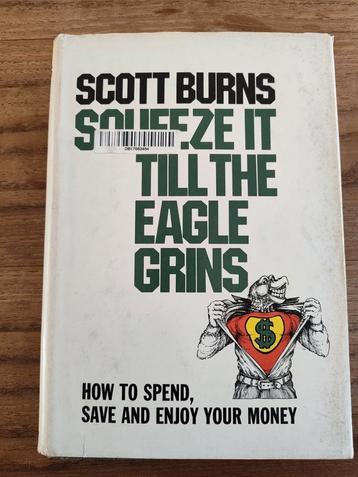 SCOTT BURNS
SQUEEZE IT
TILL THE
EAGLE
GRINS
$
HOW TO SPEND,
SAVE AND ENJOY YOUR MONEY